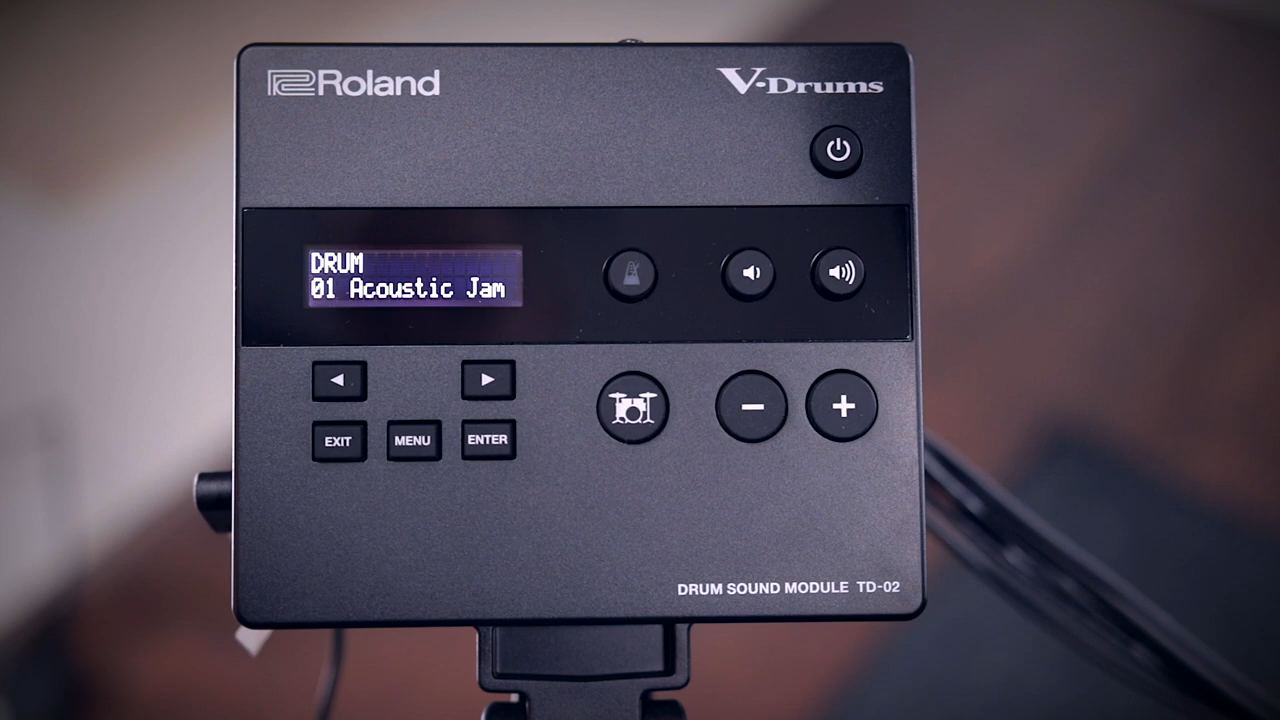 Roland
V-Drums
DRUM
01 Acoustic Jam
EXIT
MENU
ENTER
DRUM SOUND MODULE TD-02